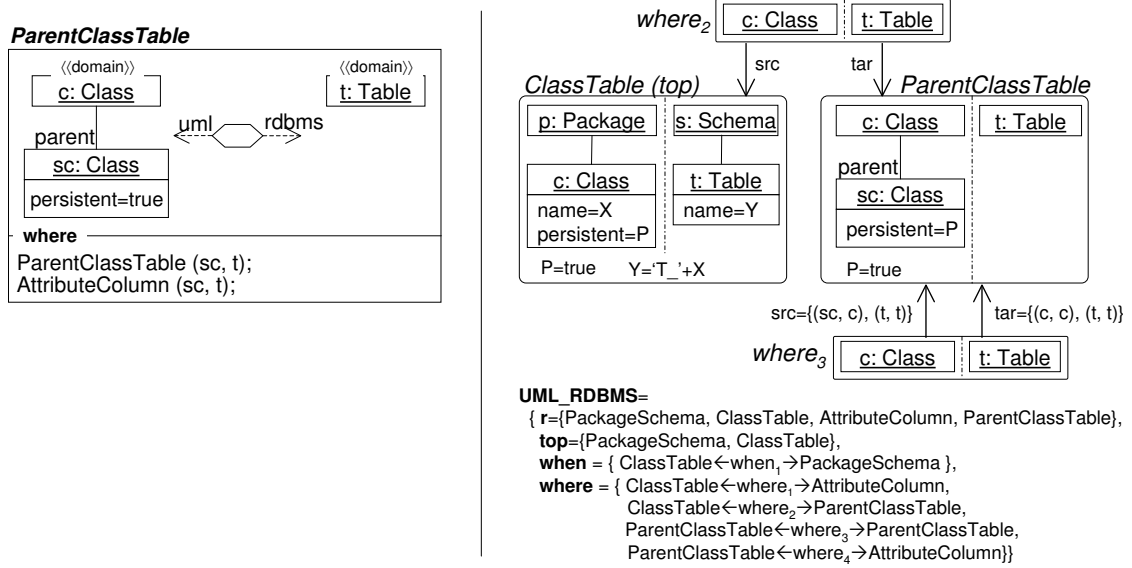 ParentClassTable
⟨⟨domain⟩⟩
c: Class
⟨⟨domain⟩⟩
t: Table
parent
uml
rdbms
sc: Class
persistent=true
where
ParentClassTable (sc, t);
AttributeColumn (sc, t);
where₂
c: Class
t: Table
src
tar
ClassTable (top)
p: Package
s: Schema
c: Class
name=X
persistent=P
t: Table
name=Y
P=true
Y=‘T_’+X
ParentClassTable
c: Class
t: Table
parent
sc: Class
persistent=P
P=true
src={(sc, c), (t, t)}
tar={(c, c), (t, t)}
where₃
c: Class
t: Table
UML_RDBMS=
{ r={PackageSchema, ClassTable, AttributeColumn, ParentClassTable},
top={PackageSchema, ClassTable},
when = { ClassTable←when₁→PackageSchema },
where = { ClassTable←where₁→AttributeColumn,
ClassTable←where₂→ParentClassTable,
ParentClassTable←where₃→ParentClassTable,
ParentClassTable←where₄→AttributeColumn}}